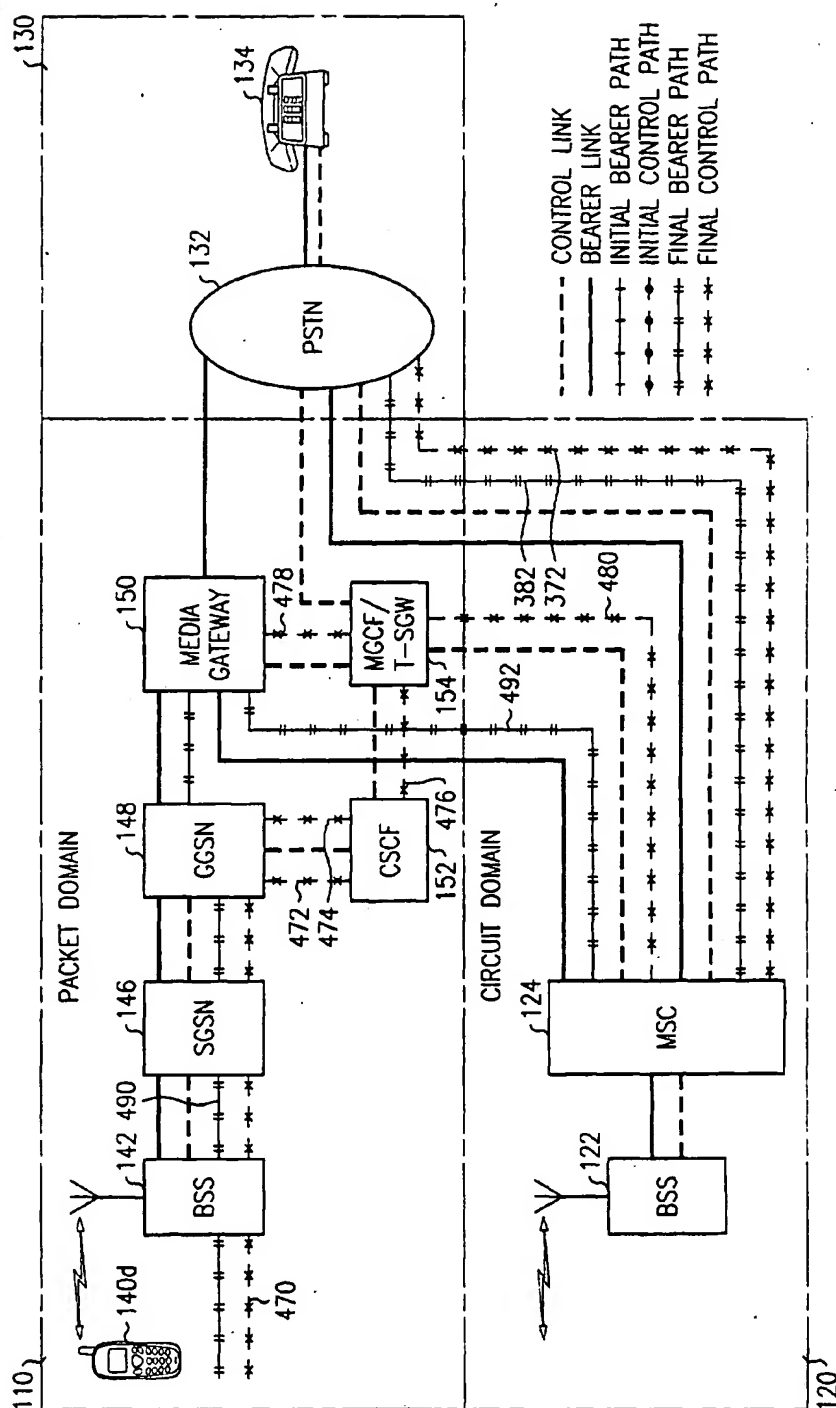 110
PACKET DOMAIN
130
140d
142
490
146
148
150
132
134
BSS
SGSN
GGSN
MEDIA
GATEWAY
PSTN
470
472
474
478
CSCF
152
476
MGCF/
T-SGW
154
492
480
382
372
CIRCUIT DOMAIN
120
122
124
BSS
MSC
CONTROL LINK
BEARER LINK
INITIAL BEARER PATH
INITIAL CONTROL PATH
FINAL BEARER PATH
FINAL CONTROL PATH